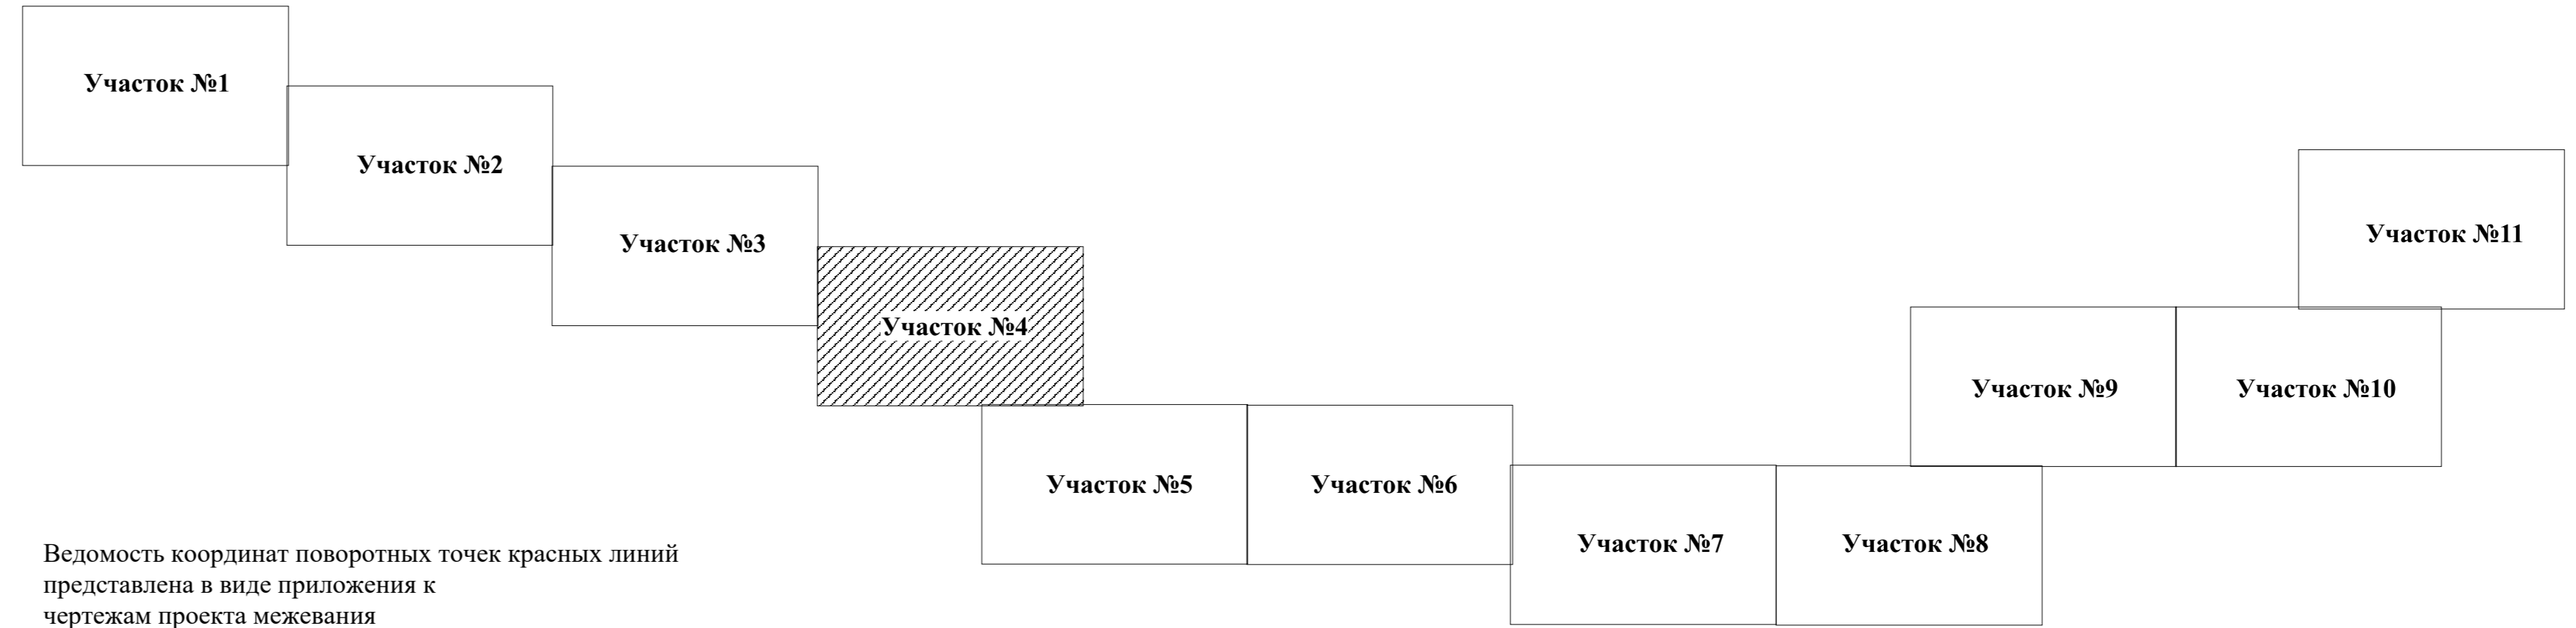 Участок №1
Участок №2
Участок №3
Участок №4
Участок №5
Участок №6
Участок №7
Участок №8
Участок №9
Участок №10
Участок №11
Ведомость координат поворотных точек красных линий
представлена в виде приложения к
чертежам проекта межевания